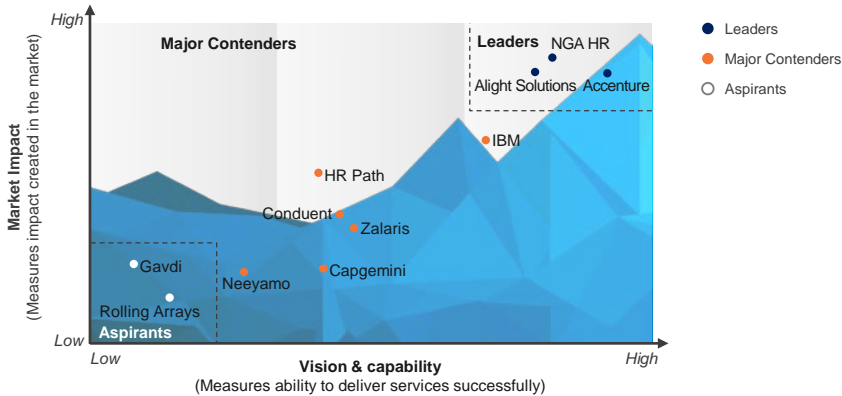 High
Major Contenders
Leaders
NGA HR
Alight Solutions
Accenture
IBM
HR Path
Conduent
Zalaris
Gavdi
Neeyamo
Capgemini
Rolling Arrays
Aspirants
Market Impact
(Measures impact created in the market)
Low
Low
High
Vision & capability
(Measures ability to deliver services successfully)
Leaders
Major Contenders
Aspirants